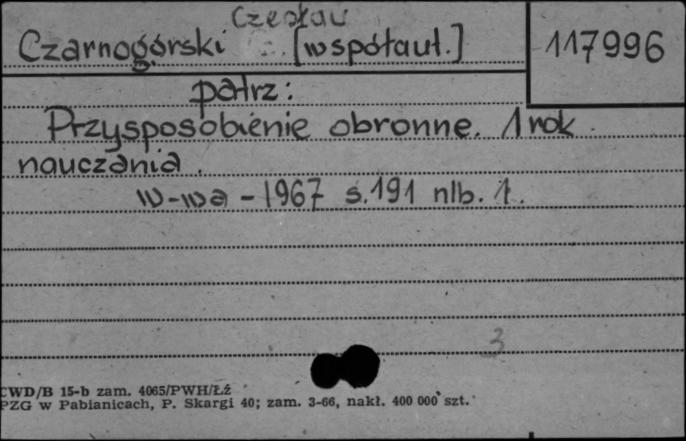 Czesław
Czarnogórski [współaut.] 117996
patrz:
Przysposobienie obronne. 1 rok
nauczania.
W-wa - 1967 s. 191 nlb. 1.
3
CWD/B 15-b zam. 4065/PWH/Łź
PZG w Pabianicach, P. Skargi 40; zam. 3-66, nakł. 400 000 szt.